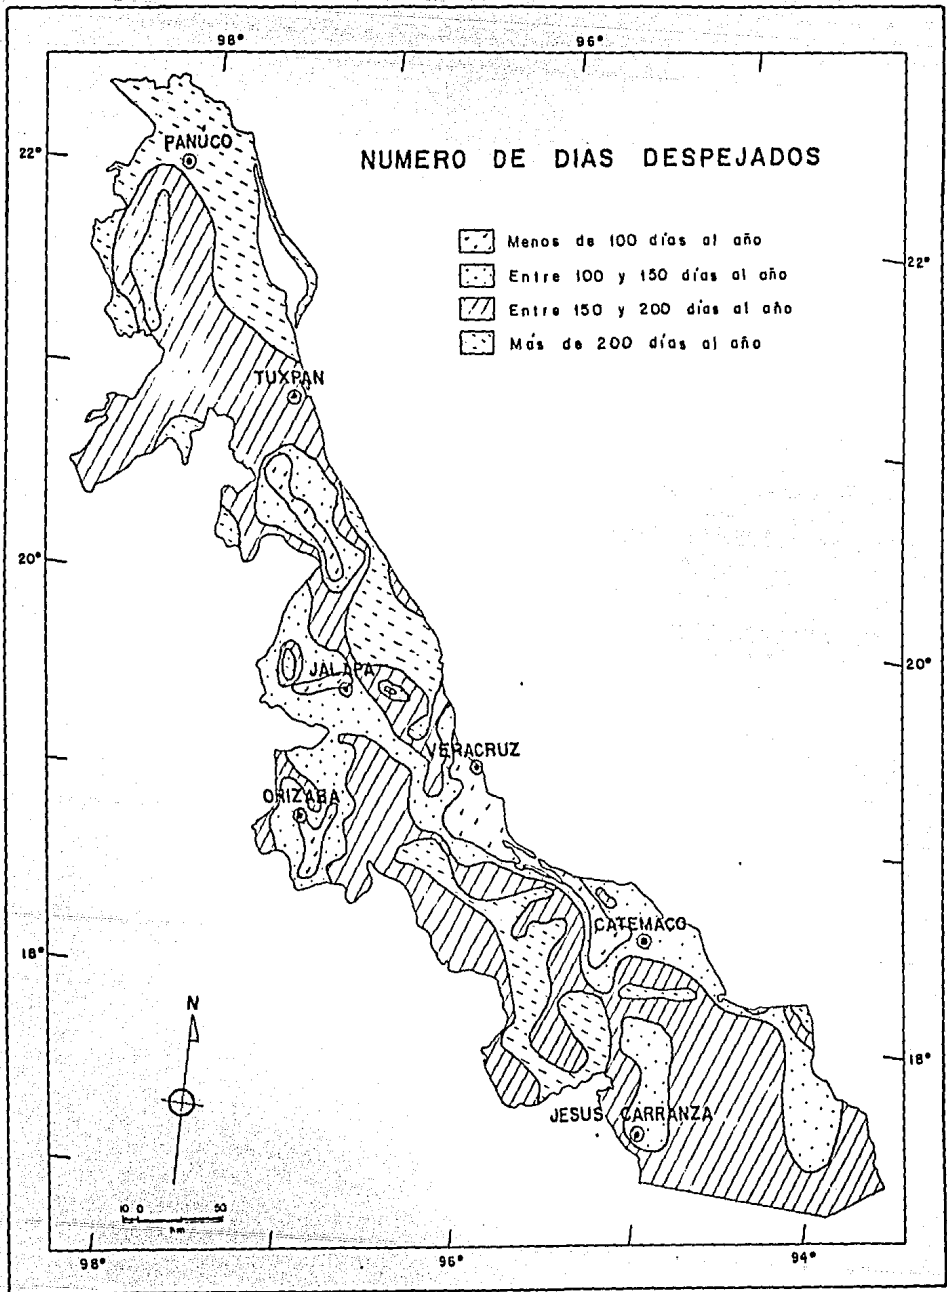 98° 96°
22°
PANUCO
NUMERO DE DIAS DESPEJADOS
Menos de 100 días al año
Entre 100 y 150 días al año
Entre 150 y 200 días al año
Más de 200 días al año
22°
TUXPAN
20°
JALAPA
20°
VERACRUZ
ORIZABA
CATEMACO
18°
N
18°
JESUS CARRANZA
10 0 50
Km
98° 96° 94°